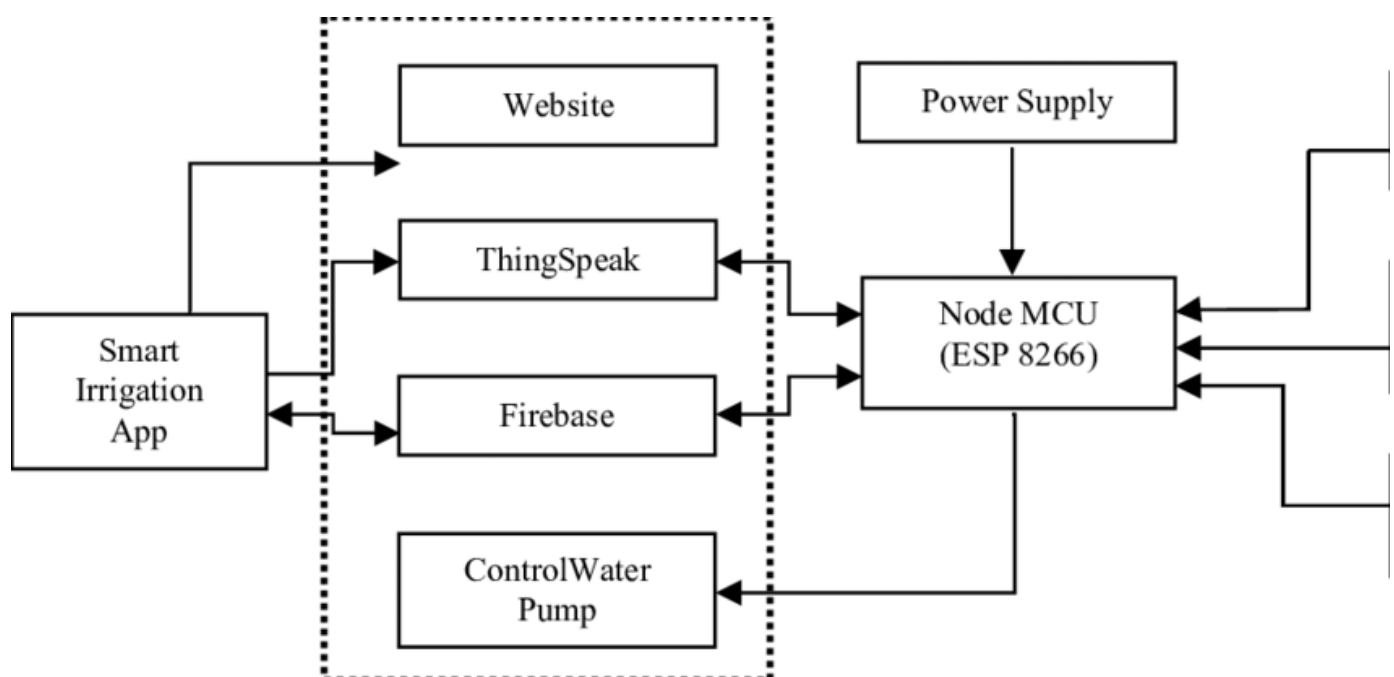 Website
Power Supply
ThingSpeak
Node MCU
(ESP 8266)
Smart
Irrigation
App
Firebase
ControlWater
Pump